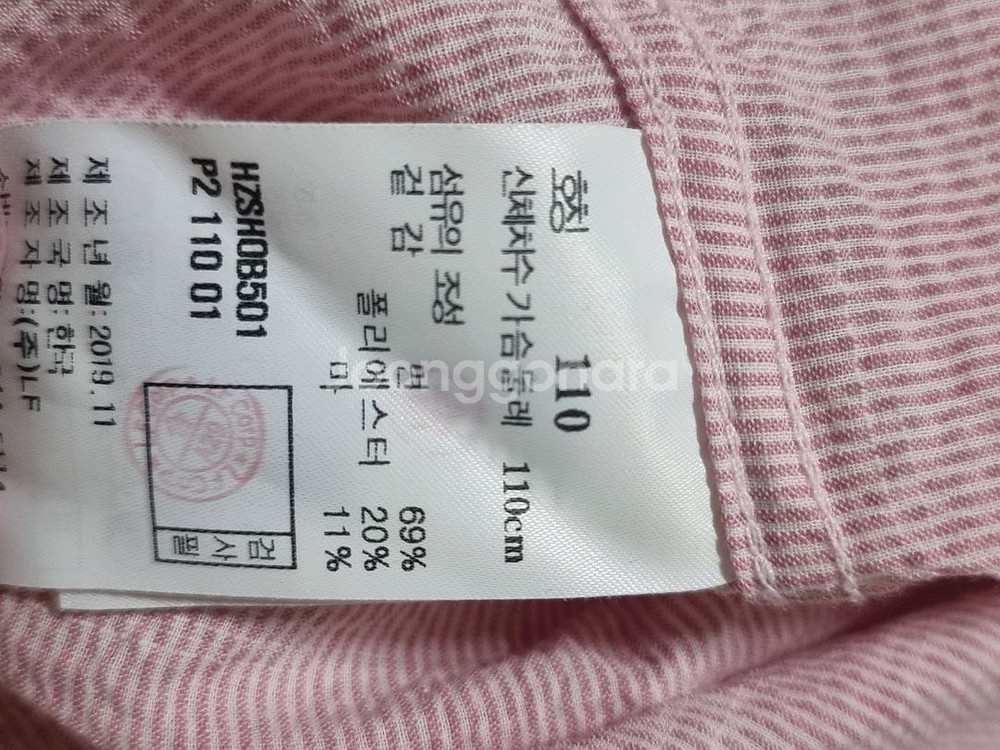 호칭 110
신체치수 가슴둘레 110cm
섬유의 조성
겉감 면 69%
폴리에스터 20%
마 11%
HZSH0B501
P2 110 01
검사필
제조년월: 2019.11
제조국명: 한국
제조자명:(주)LF